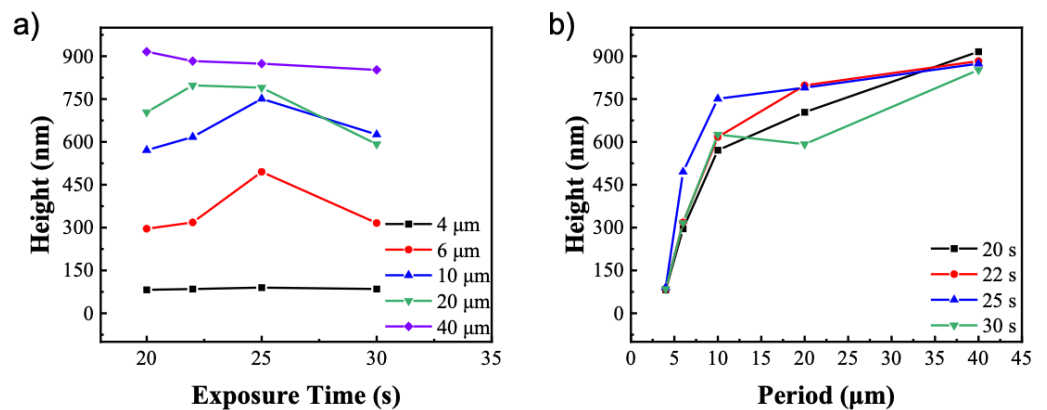 a)
900
750
600
450
300
150
0
Height (nm)
20
25
30
35
Exposure Time (s)
4 μm
6 μm
10 μm
20 μm
40 μm
b)
900
750
600
450
300
150
0
Height (nm)
0
5
10
15
20
25
30
35
40
45
Period (μm)
20 s
22 s
25 s
30 s